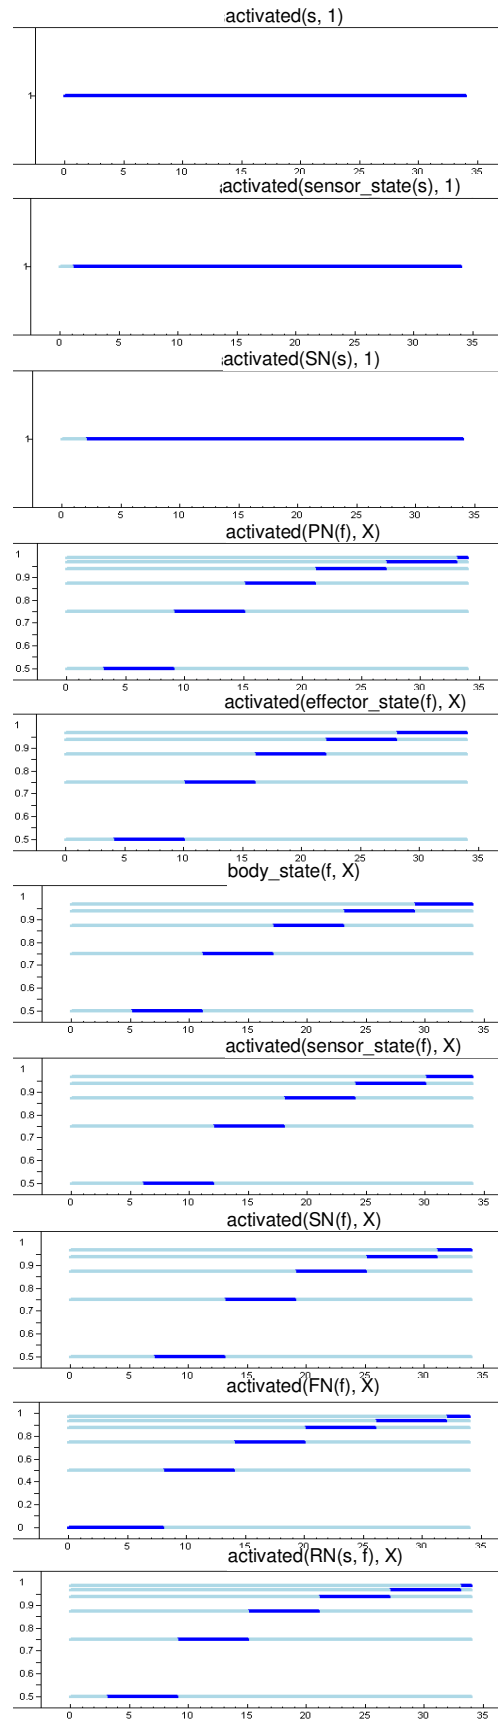 activated(s, 1)
1
0 5 10 15 20 25 30 35
activated(sensor_state(s), 1)
1
0 5 10 15 20 25 30 35
activated(SN(s), 1)
1
0 5 10 15 20 25 30 35
activated(PN(f), X)
1
0.9
0.8
0.7
0.6
0.5
0 5 10 15 20 25 30 35
activated(effector_state(f), X)
1
0.9
0.8
0.7
0.6
0.5
0 5 10 15 20 25 30 35
body_state(f, X)
1
0.9
0.8
0.7
0.6
0.5
0 5 10 15 20 25 30 35
activated(sensor_state(f), X)
1
0.9
0.8
0.7
0.6
0.5
0 5 10 15 20 25 30 35
activated(SN(f), X)
1
0.9
0.8
0.7
0.6
0.5
0 5 10 15 20 25 30 35
activated(FN(f), X)
1
0.8
0.6
0.4
0.2
0
0 5 10 15 20 25 30 35
activated(RN(s, f), X)
1
0.9
0.8
0.7
0.6
0.5
0 5 10 15 20 25 30 35